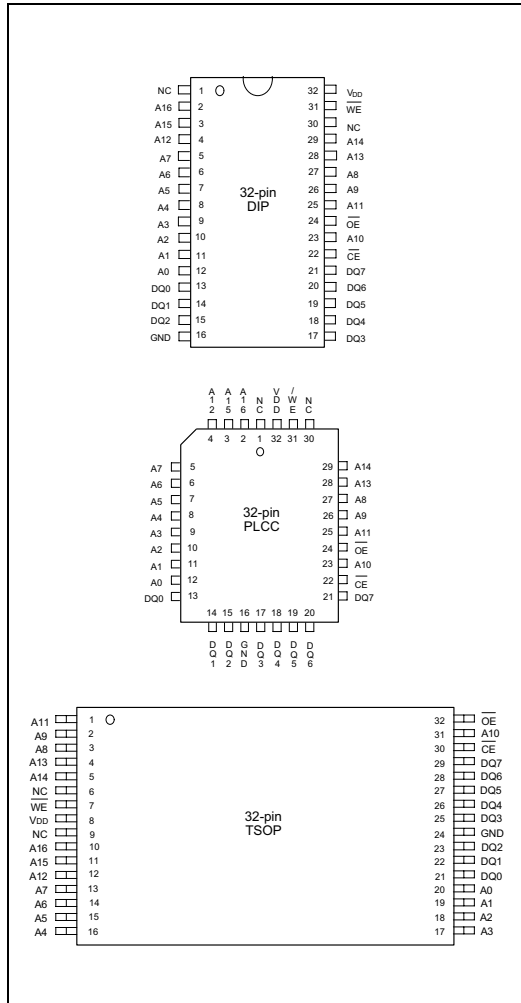 NC 1 32 VDD
A16 2 31 WE
A15 3 30 NC
A12 4 29 A14
A7 5 28 A13
A6 6 27 A8
A5 7 26 A9
A4 8 25 A11
A3 9 24 OE
A2 10 23 A10
A1 11 22 CE
A0 12 21 DQ7
DQ0 13 20 DQ6
DQ1 14 19 DQ5
DQ2 15 18 DQ4
GND 16 17 DQ3
32-pin
DIP
A12 A15 A16 NC VDD /WE NC
4 3 2 1 32 31 30
A7 5 29 A14
A6 6 28 A13
A5 7 27 A8
A4 8 26 A9
A3 9 25 A11
A2 10 24 OE
A1 11 23 A10
A0 12 22 CE
DQ0 13 21 DQ7
32-pin
PLCC
14 15 16 17 18 19 20
DQ1 DQ2 GND DQ3 DQ4 DQ5 DQ6
A11 1 32 OE
A9 2 31 A10
A8 3 30 CE
A13 4 29 DQ7
A14 5 28 DQ6
NC 6 27 DQ5
WE 7 26 DQ4
VDD 8 25 DQ3
NC 9 24 GND
A16 10 23 DQ2
A15 11 22 DQ1
A12 12 21 DQ0
A7 13 20 A0
A6 14 19 A1
A5 15 18 A2
A4 16 17 A3
32-pin
TSOP